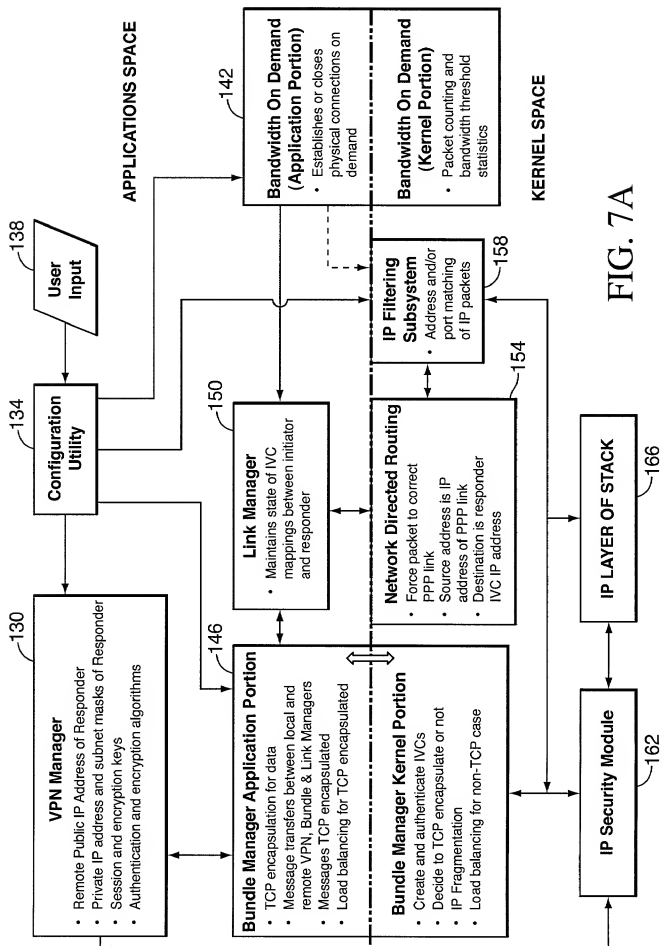 APPLICATIONS SPACE
138
User
Input
134
Configuration
Utility
130
VPN Manager
• Remote Public IP Address of Responder
• Private IP address and subnet masks of Responder
• Session and encryption keys
• Authentication and encryption algorithms
142
Bandwidth On Demand
(Application Portion)
• Establishes or closes
physical connections on
demand
Bandwidth On Demand
(Kernel Portion)
• Packet counting and
bandwidth threshold
statistics
KERNEL SPACE
150
Link Manager
• Maintains state of IVC
mappings between initiator
and responder
146
Bundle Manager Application Portion
• TCP encapsulation for data
• Message transfers between local and
remote VPN, Bundle & Link Managers
• Messages TCP encapsulated
• Load balancing for TCP encapsulated
Bundle Manager Kernel Portion
• Create and authenticate IVCs
• Decide to TCP encapsulate or not
• IP Fragmentation
• Load balancing for non-TCP case
IP Filtering
Subsystem
• Address and/or
port matching
of IP packets
158
Network Directed Routing
• Force packet to correct
PPP link
• Source address is IP
address of PPP link
• Destination is responder
IVC IP address
154
IP Security Module
162
IP LAYER OF STACK
166
FIG. 7A